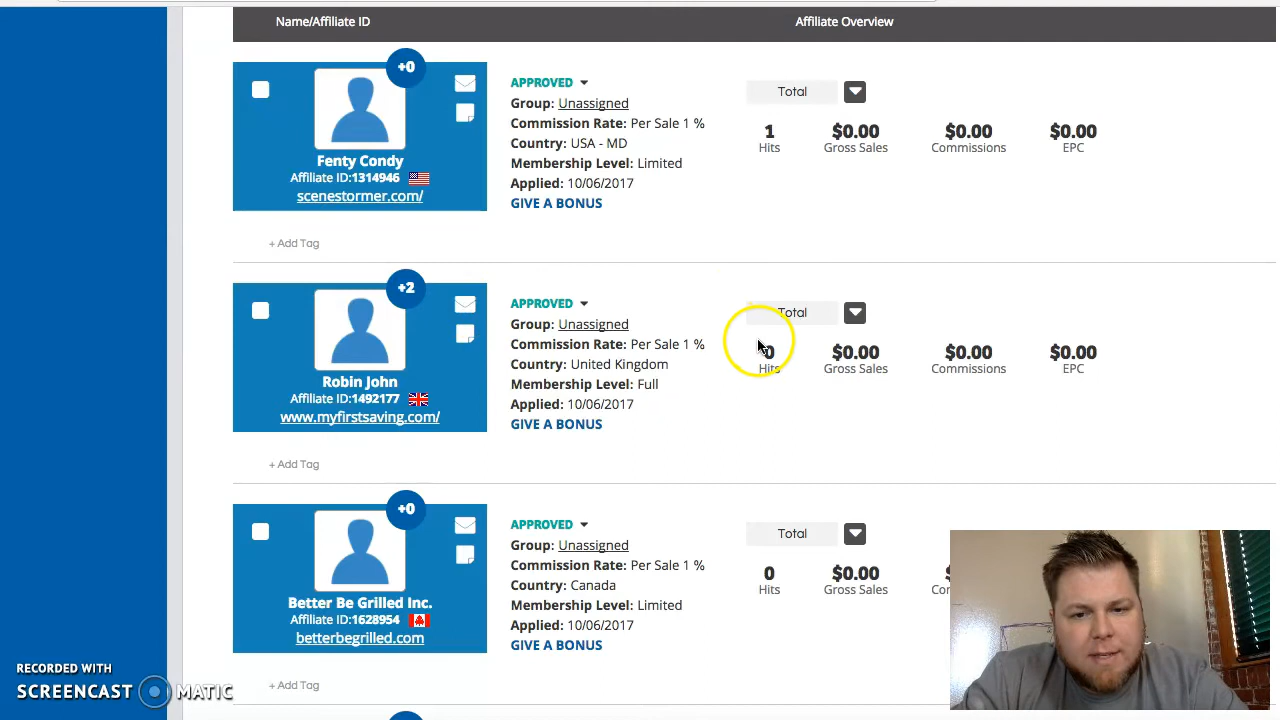 Name/Affiliate ID
Affiliate Overview
+0
Fenty Condy
Affiliate ID:1314946
scenestormer.com/
+ Add Tag
APPROVED
Group: Unassigned
Commission Rate: Per Sale 1 %
Country: USA - MD
Membership Level: Limited
Applied: 10/06/2017
GIVE A BONUS
Total
1 $0.00 $0.00 $0.00
Hits Gross Sales Commissions EPC
+2
Robin John
Affiliate ID:1492177
www.myfirstsaving.com/
+ Add Tag
APPROVED
Group: Unassigned
Commission Rate: Per Sale 1 %
Country: United Kingdom
Membership Level: Full
Applied: 10/06/2017
GIVE A BONUS
Total
0 $0.00 $0.00 $0.00
Hits Gross Sales Commissions EPC
+0
Better Be Grilled Inc.
Affiliate ID:1628954
betterbegrilled.com
+ Add Tag
APPROVED
Group: Unassigned
Commission Rate: Per Sale 1 %
Country: Canada
Membership Level: Limited
Applied: 10/06/2017
GIVE A BONUS
Total
0 $0.00
Hits Gross Sales
RECORDED WITH
SCREENCAST MATIC